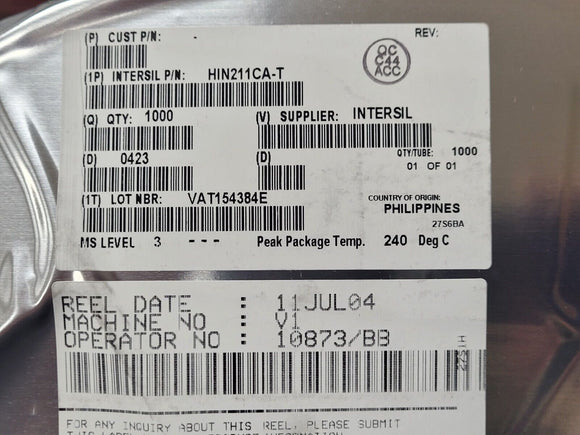 (P) CUST P/N: - REV:
QC
C44
ACC
(1P) INTERSIL P/N: HIN211CA-T
(Q) QTY: 1000 (V) SUPPLIER: INTERSIL
QTY/TUBE: 1000
(D) 0423 (D) 01 OF 01
(1T) LOT NBR: VAT154384E
COUNTRY OF ORIGIN:
PHILIPPINES
27S6BA
MS LEVEL 3 - - - Peak Package Temp. 240 Deg C
REEL DATE : 11JUL04
MACHINE NO : V1
OPERATOR NO : 10873/BB
FOR ANY INQUIRY ABOUT THIS REEL, PLEASE SUBMIT